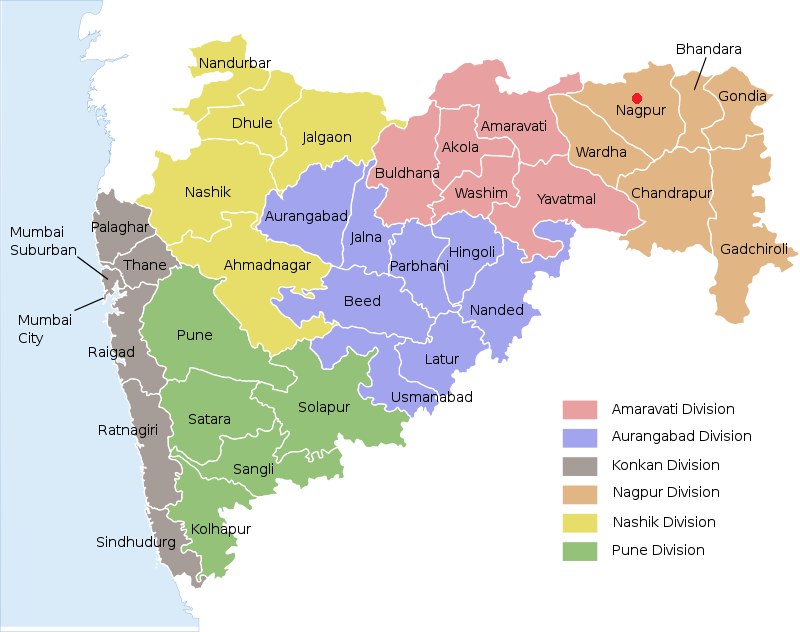 Bhandara
Nandurbar
Gondia
Nagpur
Dhule
Jalgaon
Amaravati
Akola
Wardha
Buldhana
Nashik
Washim
Yavatmal
Chandrapur
Aurangabad
Palaghar
Mumbai
Suburban
Jalna
Hingoli
Gadchiroli
Thane
Ahmadnagar
Parbhani
Beed
Nanded
Mumbai
City
Pune
Raigad
Latur
Usmanabad
Solapur
Satara
Ratnagiri
Sangli
Kolhapur
Sindhudurg
Amaravati Division
Aurangabad Division
Konkan Division
Nagpur Division
Nashik Division
Pune Division